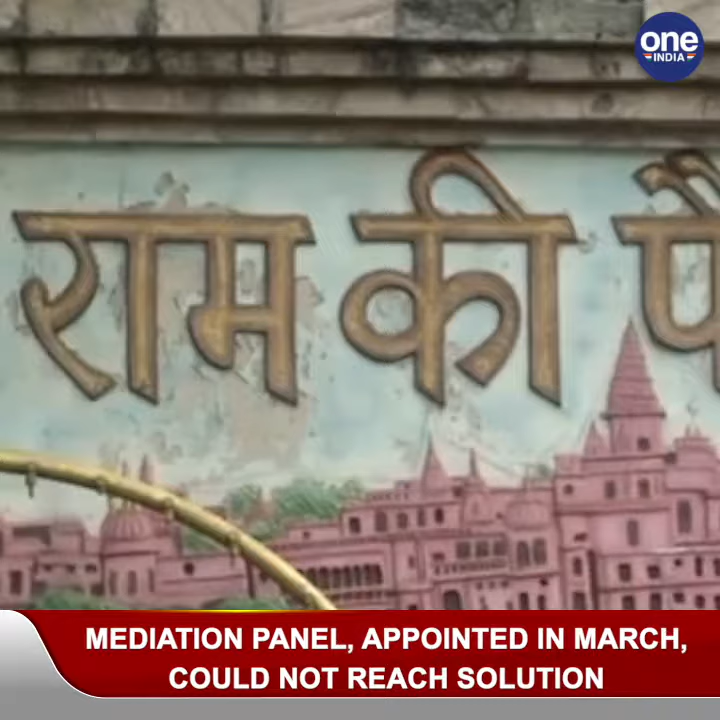 one
INDIA
राम की पै
MEDIATION PANEL, APPOINTED IN MARCH,
COULD NOT REACH SOLUTION